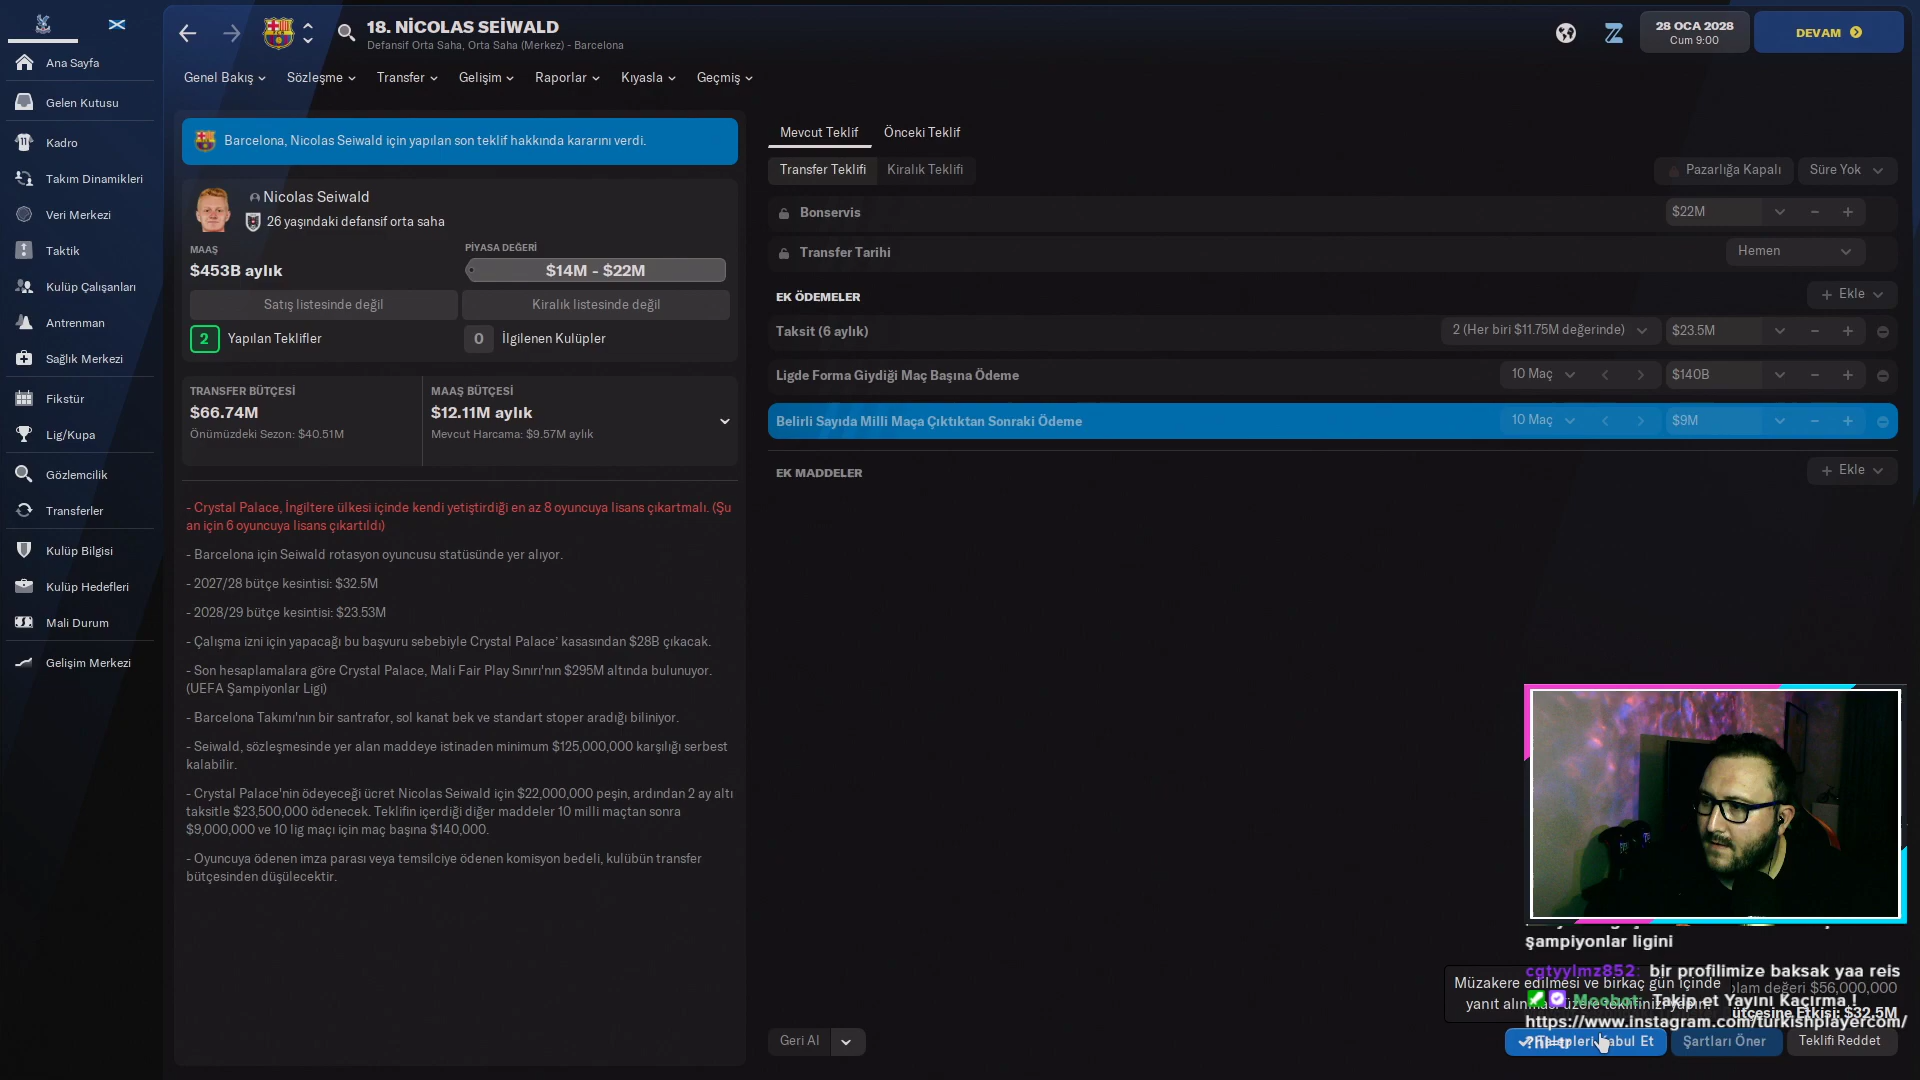 18. NİCOLAS SEİWALD
Defansif Orta Saha, Orta Saha (Merkez) - Barcelona
28 OCA 2028
Cum 9:00
DEVAM
Ana Sayfa
Gelen Kutusu
Kadro
Takım Dinamikleri
Veri Merkezi
Taktik
Kulüp Çalışanları
Antrenman
Sağlık Merkezi
Fikstür
Lig/Kupa
Gözlemcilik
Transferler
Kulüp Bilgisi
Kulüp Hedefleri
Mali Durum
Gelişim Merkezi
Genel Bakış
Sözleşme
Transfer
Gelişim
Raporlar
Kıyasla
Geçmiş
Barcelona, Nicolas Seiwald için yapılan son teklif hakkında kararını verdi.
Nicolas Seiwald
26 yaşındaki defansif orta saha
MAAŞ
$453B aylık
PİYASA DEĞERİ
$14M - $22M
Satış listesinde değil
Kiralık listesinde değil
2 Yapılan Teklifler
0 İlgilenen Kulüpler
TRANSFER BÜTÇESİ
$66.74M
Önümüzdeki Sezon: $40.51M
MAAŞ BÜTÇESİ
$12.11M aylık
Mevcut Harcama: $9.57M aylık
- Crystal Palace, İngiltere ülkesi içinde kendi yetiştirdiği en az 8 oyuncuya lisans çıkartmalı. (Şu
an için 6 oyuncuya lisans çıkartıldı)
- Barcelona için Seiwald rotasyon oyuncusu statüsünde yer alıyor.
- 2027/28 bütçe kesintisi: $32.5M
- 2028/29 bütçe kesintisi: $23.53M
- Çalışma izni için yapacağı bu başvuru sebebiyle Crystal Palace' kasasından $28B çıkacak.
- Son hesaplamalara göre Crystal Palace, Mali Fair Play Sınırı'nın $295M altında bulunuyor.
(UEFA Şampiyonlar Ligi)
- Barcelona Takımı'nın bir santrafor, sol kanat bek ve standart stoper aradığı biliniyor.
- Seiwald, sözleşmesinde yer alan maddeye istinaden minimum $125,000,000 karşılığı serbest
kalabilir.
- Crystal Palace'nin ödeyeceği ücret Nicolas Seiwald için $22,000,000 peşin, ardından 2 ay altı
taksitle $23,500,000 ödenecek. Teklifin içerdiği diğer maddeler 10 milli maçtan sonra
$9,000,000 ve 10 lig maçı için maç başına $140,000.
- Oyuncuya ödenen imza parası veya temsilciye ödenen komisyon bedeli, kulübün transfer
bütçesinden düşülecektir.
Mevcut Teklif
Önceki Teklif
Transfer Teklifi
Kiralık Teklifi
Pazarlığa Kapalı
Süre Yok
Bonservis
$22M
Transfer Tarihi
Hemen
EK ÖDEMELER
Ekle
Taksit (6 aylık)
2 (Her biri $11.75M değerinde)
$23.5M
Ligde Forma Giydiği Maç Başına Ödeme
10 Maç
$140B
Belirli Sayıda Milli Maça Çıktıktan Sonraki Ödeme
10 Maç
$9M
EK MADDELER
Ekle
şampiyonlar ligini
cgtyylmz852: bir profilimize baksak yaa reis
Müzakere edilmesi ve birkaç gün içinde
değeri $56,000,000
Moobot: Takip et Yayını Kaçırma !
Etkisi: $32.5M
https://www.instagram.com/turkishplayercom/
Geri Al
Kabul Et
Şartları Öner
Teklifi Reddet